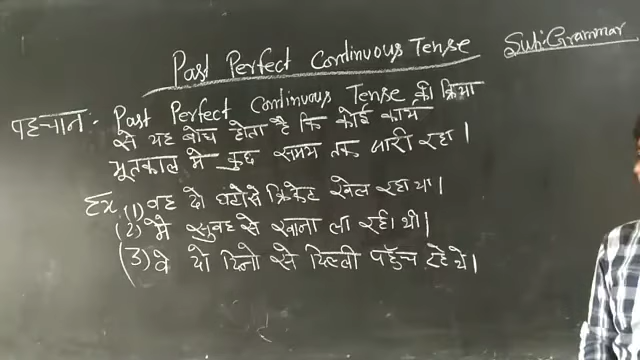 Past Perfect Continuous Tense
Sub:- Grammar
पहचान :- Past Perfect Continuous Tense की क्रिया
से यह बोध होता है कि कोई कार्य
भूतकाल में कुछ समय तक जारी रहा।
Ex (1) वह दो घंटो से क्रिकेट खेल रहा था।
(2) मै सुबह से खाना ला रही थी।
(3) वे दो दिनो से दिल्ली पहुँच रहे थे।